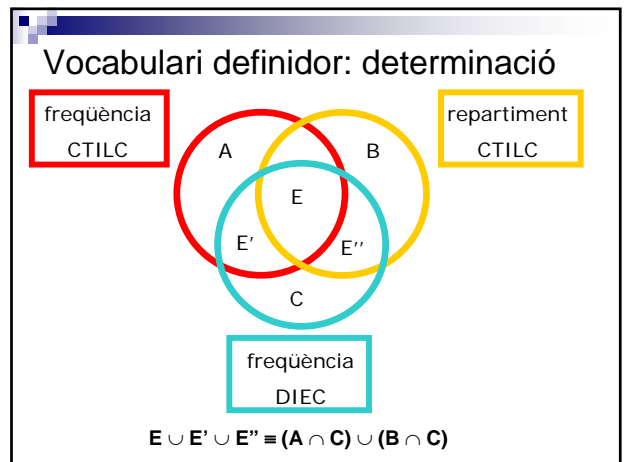 Vocabulari definidor: determinació
freqüència
CTILC
repartiment
CTILC
A
B
E
E′
E′′
C
freqüència
DIEC
E ∪ E' ∪ E" ≡ (A ∩ C) ∪ (B ∩ C)